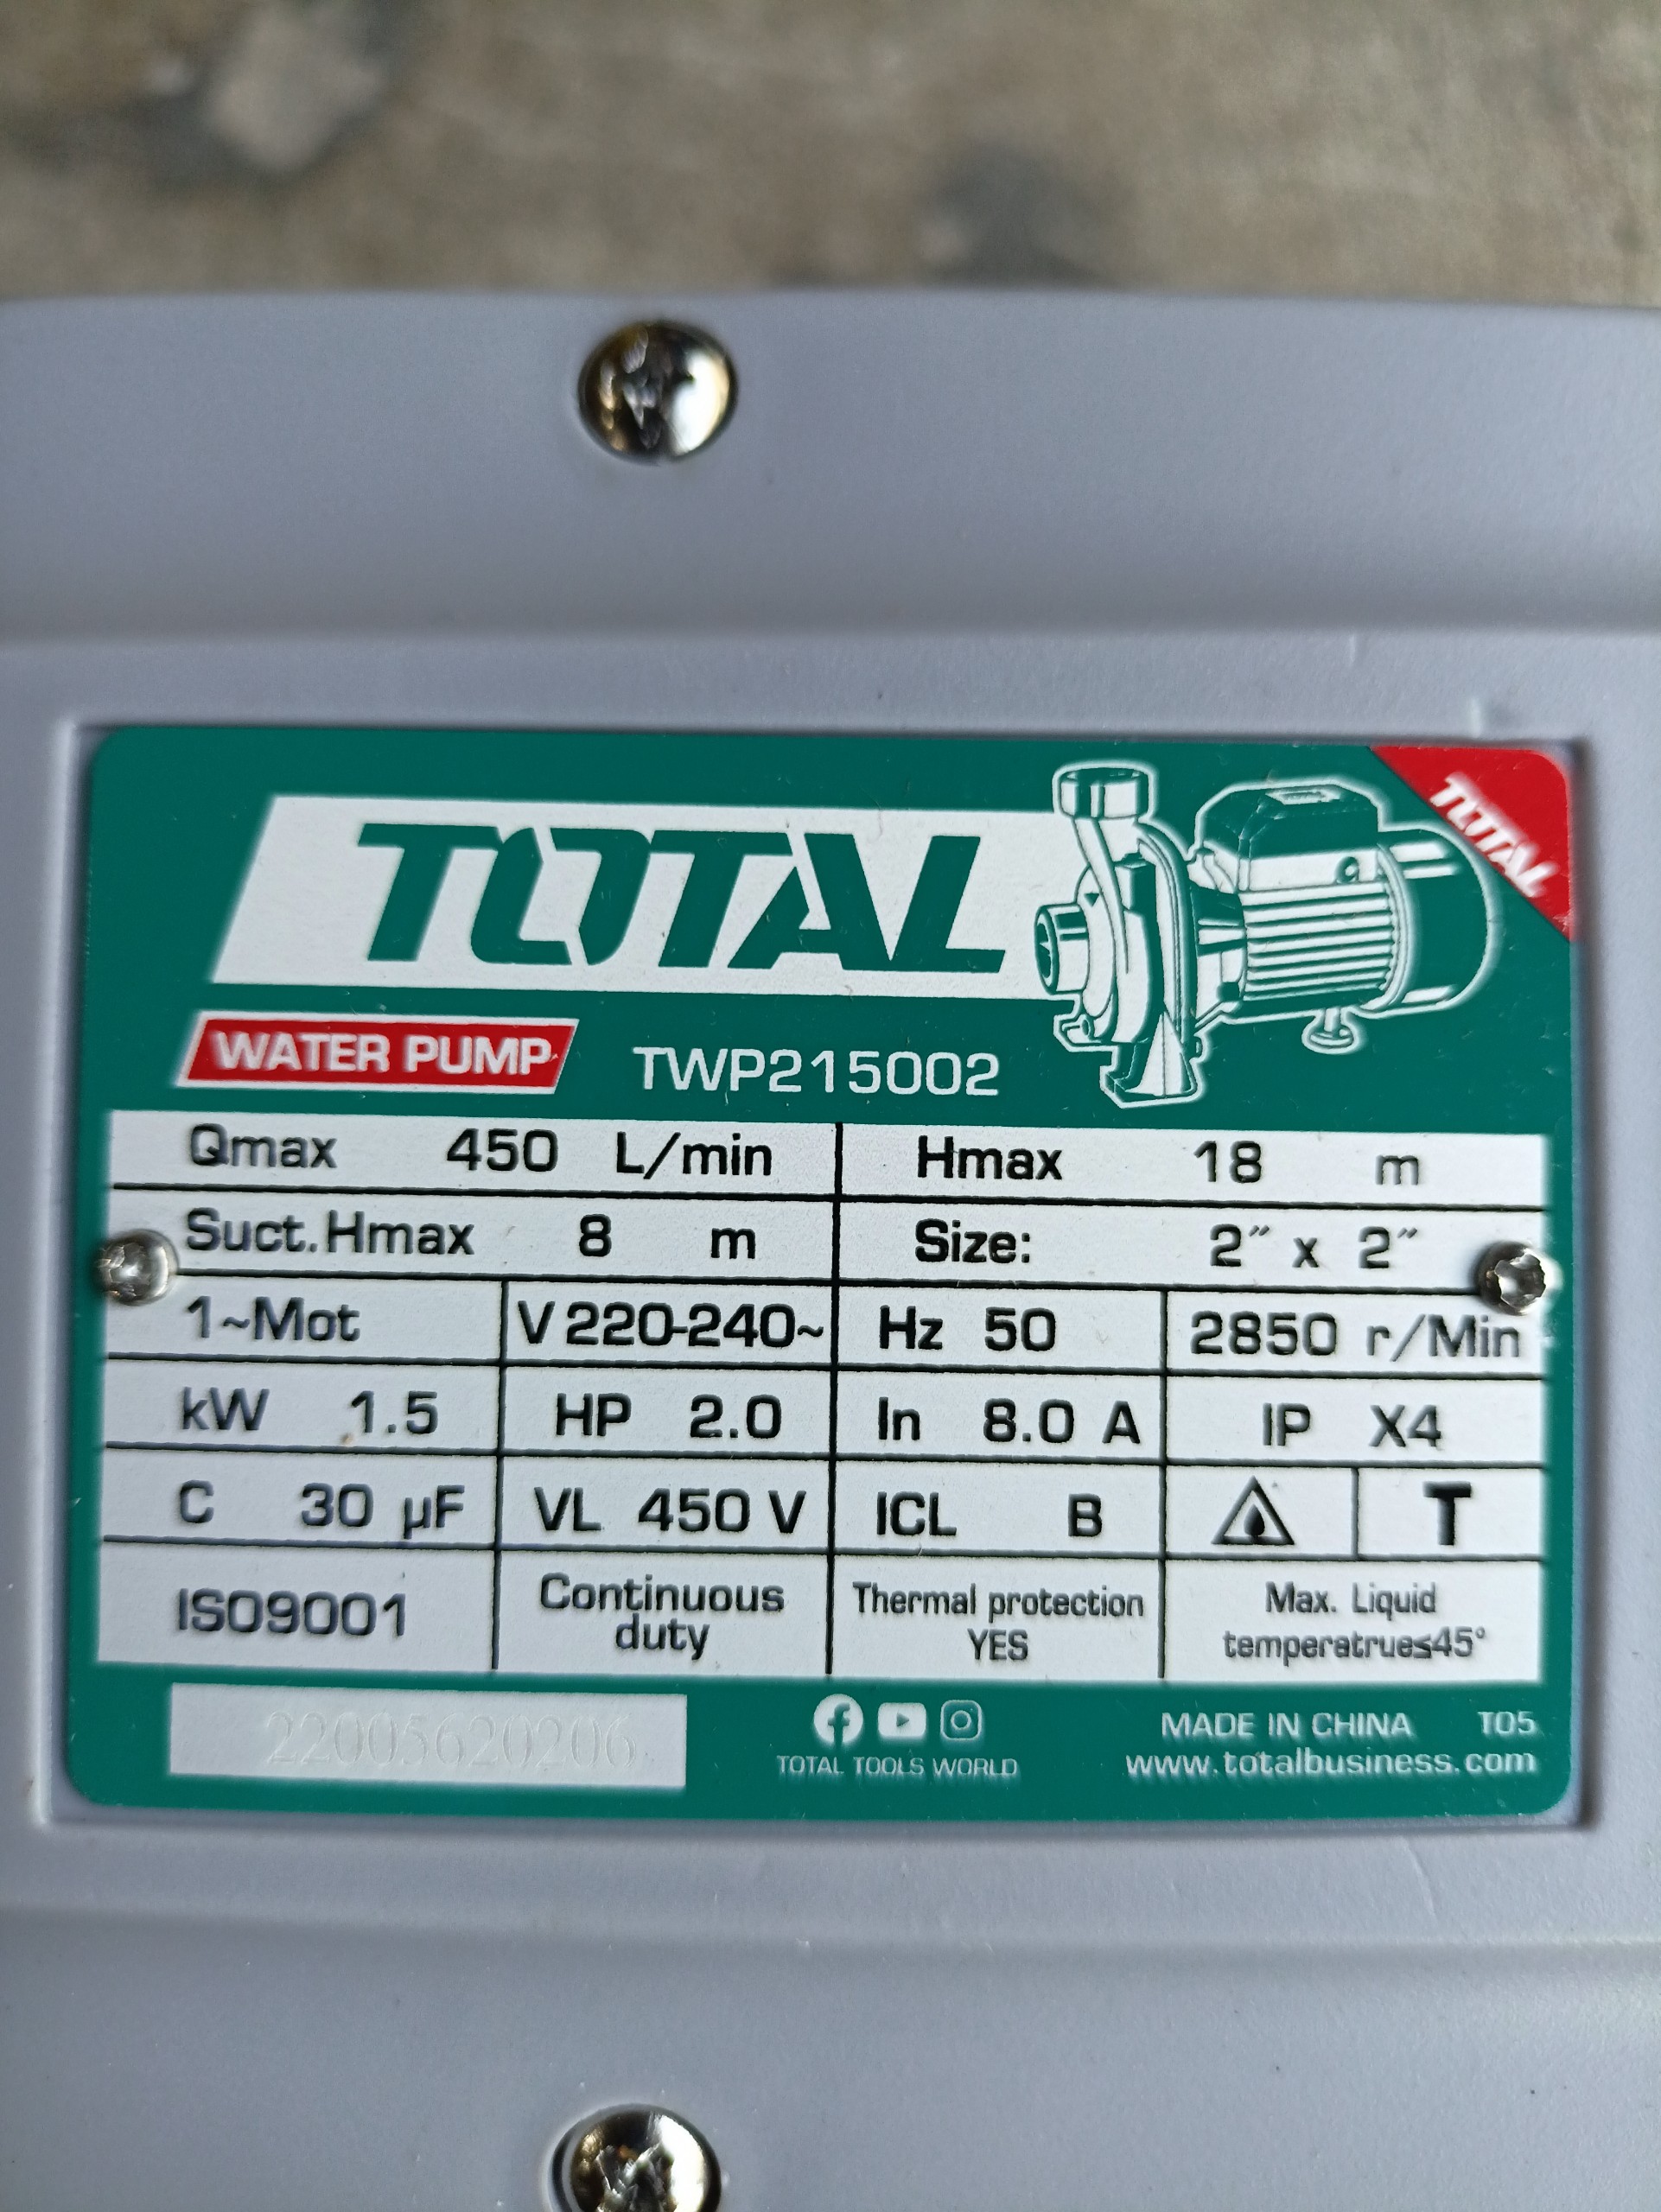 TOTAL
TOTAL
WATER PUMP TWP215002
Qmax 450 L/min Hmax 18 m
Suct.Hmax 8 m Size: 2″ x 2″
1~Mot V 220-240~ Hz 50 2850 r/Min
kW 1.5 HP 2.0 In 8.0 A IP X4
C 30 µF VL 450 V ICL B T
ISO9001 Continuous duty Thermal protection YES Max. Liquid temperatrue≤45°
22005620206
TOTAL TOOLS WORLD
MADE IN CHINA T05
www.totalbusiness.com